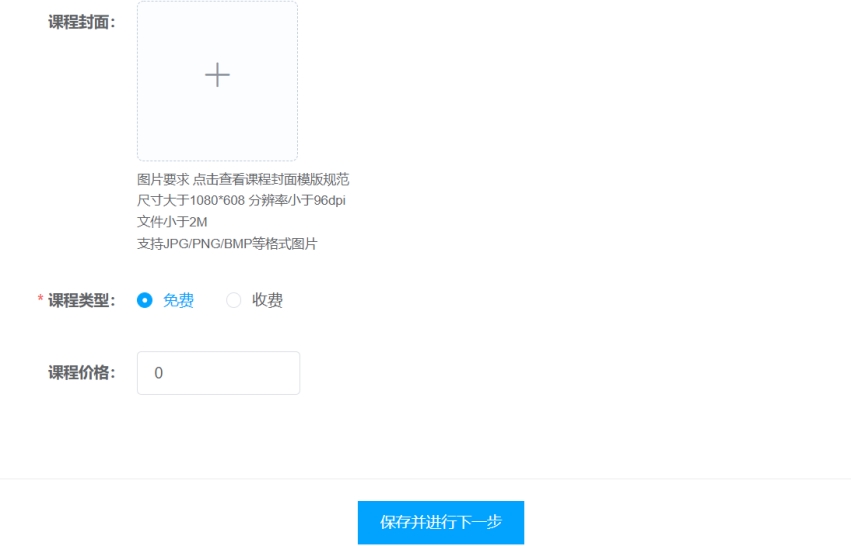 课程封面：
图片要求 点击查看课程封面模版规范
尺寸大于1080*608 分辨率小于96dpi
文件小于2M
支持JPG/PNG/BMP等格式图片
* 课程类型： 免费 收费
课程价格： 0
保存并进行下一步